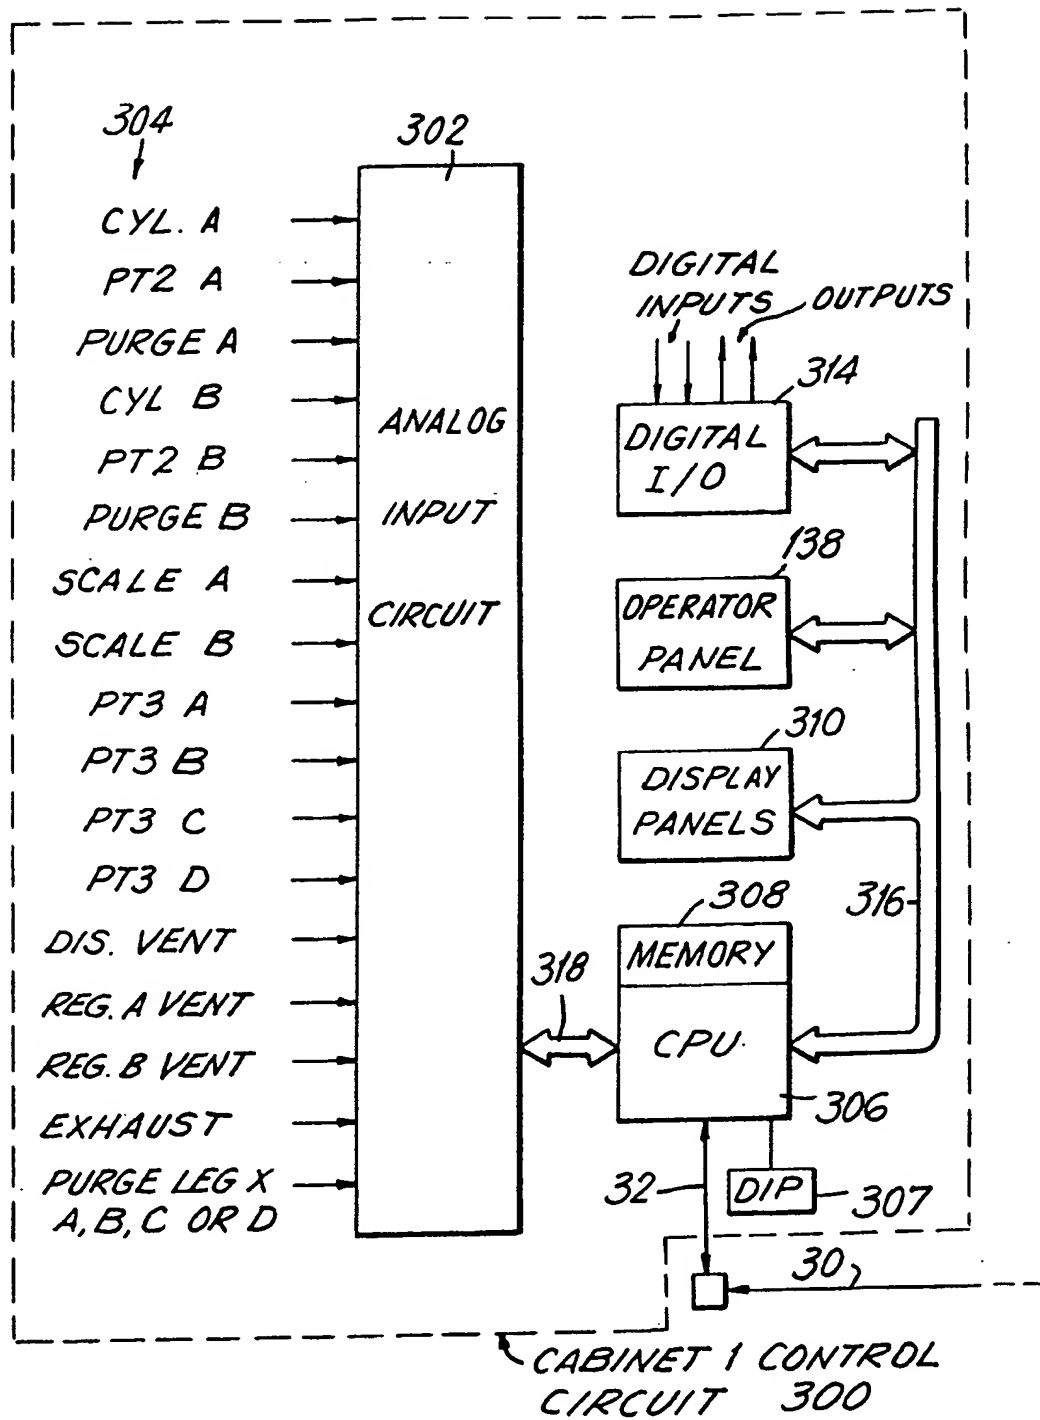 304
CYL. A
PT2 A
PURGE A
CYL B
PT2 B
PURGE B
SCALE A
SCALE B
PT3 A
PT3 B
PT3 C
PT3 D
DIS. VENT
REG. A VENT
REG. B VENT
EXHAUST
PURGE LEG X
A, B, C OR D
302
ANALOG
INPUT
CIRCUIT
318
DIGITAL
INPUTS
OUTPUTS
314
DIGITAL
I/O
138
OPERATOR
PANEL
310
DISPLAY
PANELS
316
308
MEMORY
CPU
306
32
DIP
307
30
CABINET 1 CONTROL
CIRCUIT 300